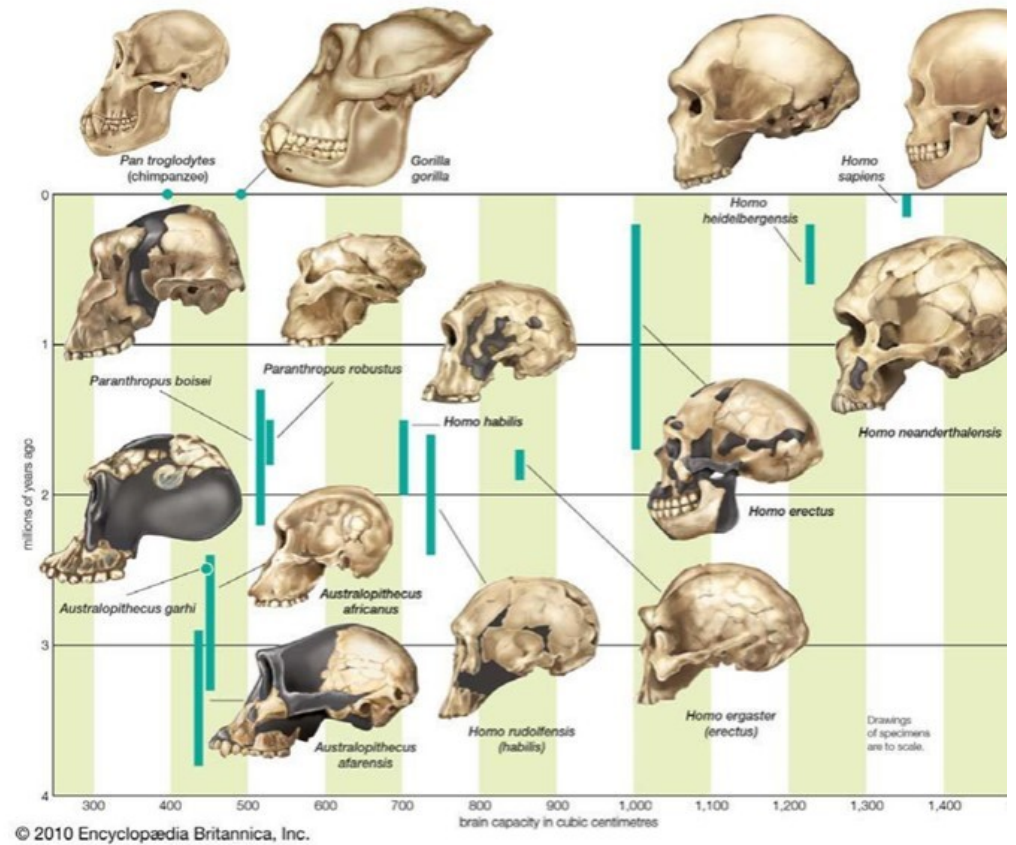 Pan troglodytes
(chimpanzee)
Gorilla
gorilla
Homo
sapiens
Homo
heidelbergensis
0
1
2
3
4
millions of years ago
Paranthropus boisei
Paranthropus robustus
Homo habilis
Homo neanderthalensis
Homo erectus
Australopithecus garhi
Australopithecus
africanus
Australopithecus
afarensis
Homo rudolfensis
(habilis)
Homo ergaster
(erectus)
Drawings
of specimens
are to scale.
300 400 500 600 700 800 900 1,000 1,100 1,200 1,300 1,400
brain capacity in cubic centimetres
© 2010 Encyclopædia Britannica, Inc.